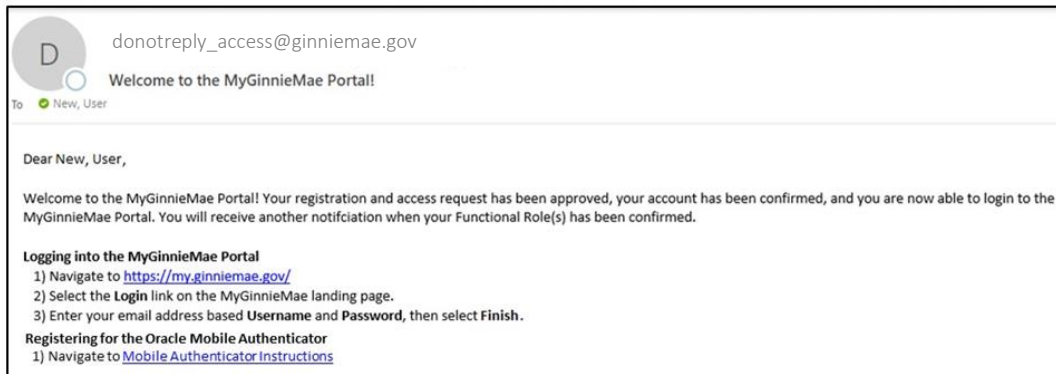 D
donotreply_access@ginniemae.gov
Welcome to the MyGinnieMae Portal!
To New, User
Dear New, User,
Welcome to the MyGinnieMae Portal! Your registration and access request has been approved, your account has been confirmed, and you are now able to login to the
MyGinnieMae Portal. You will receive another notifciation when your Functional Role(s) has been confirmed.
Logging into the MyGinnieMae Portal
1) Navigate to https://my.ginniemae.gov/
2) Select the Login link on the MyGinnieMae landing page.
3) Enter your email address based Username and Password, then select Finish.
Registering for the Oracle Mobile Authenticator
1) Navigate to Mobile Authenticator Instructions